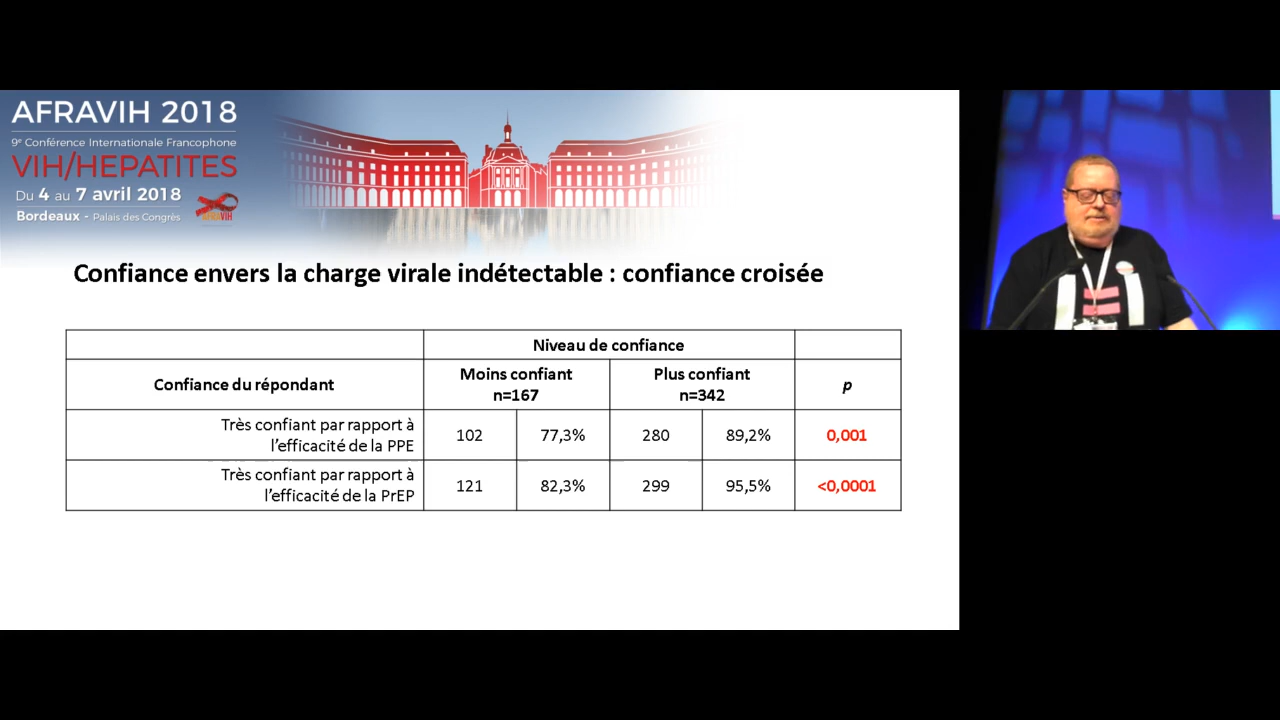 AFRAVIH 2018
9e Conférence Internationale Francophone
VIH/HEPATITES
Du 4 au 7 avril 2018
Bordeaux - Palais des Congrès
AFRAVIH
Confiance envers la charge virale indétectable : confiance croisée
Niveau de confiance
Confiance du répondant
Moins confiant
n=167
Plus confiant
n=342
p
Très confiant par rapport à
l’efficacité de la PPE
102
77,3%
280
89,2%
0,001
Très confiant par rapport à
l’efficacité de la PrEP
121
82,3%
299
95,5%
<0,0001